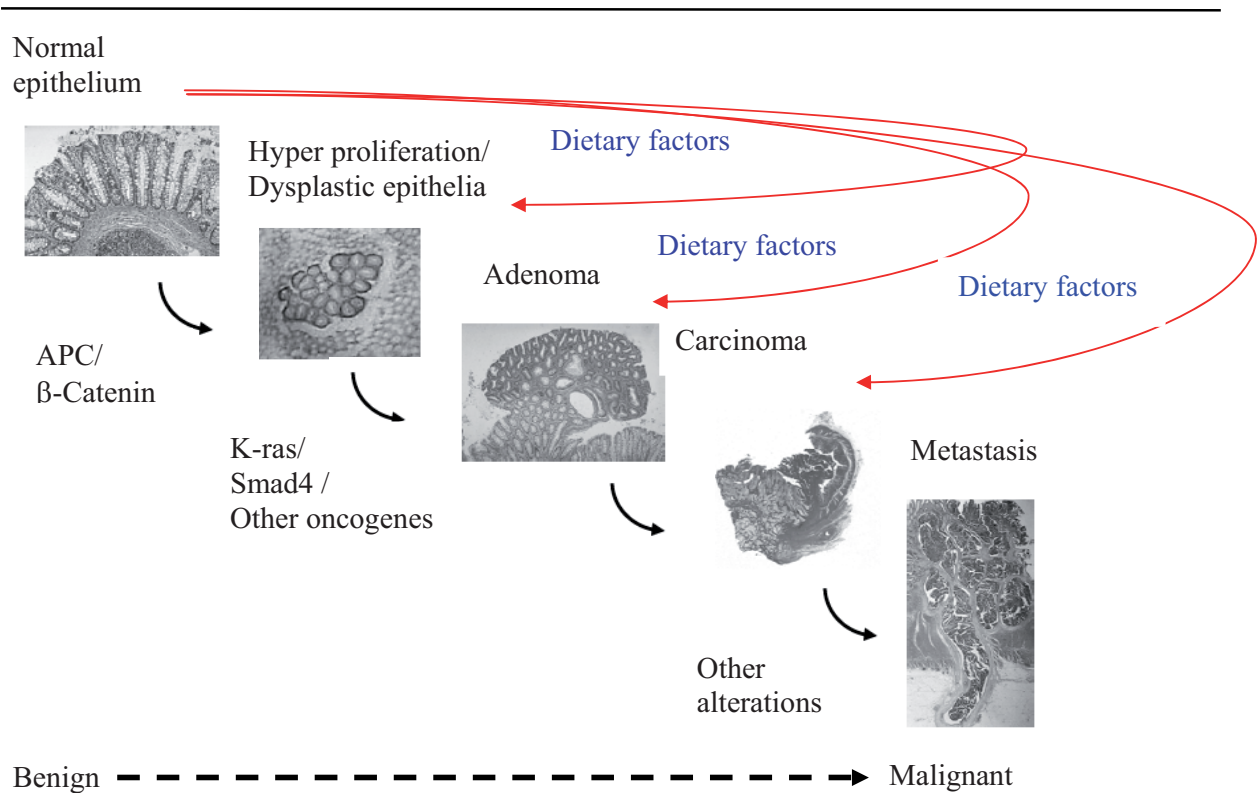 Normal
epithelium
Hyper proliferation/
Dysplastic epithelia
Dietary factors
Dietary factors
Adenoma
Dietary factors
Carcinoma
APC/
ß-Catenin
K-ras/
Smad4 /
Other oncogenes
Metastasis
Other
alterations
Benign
Malignant